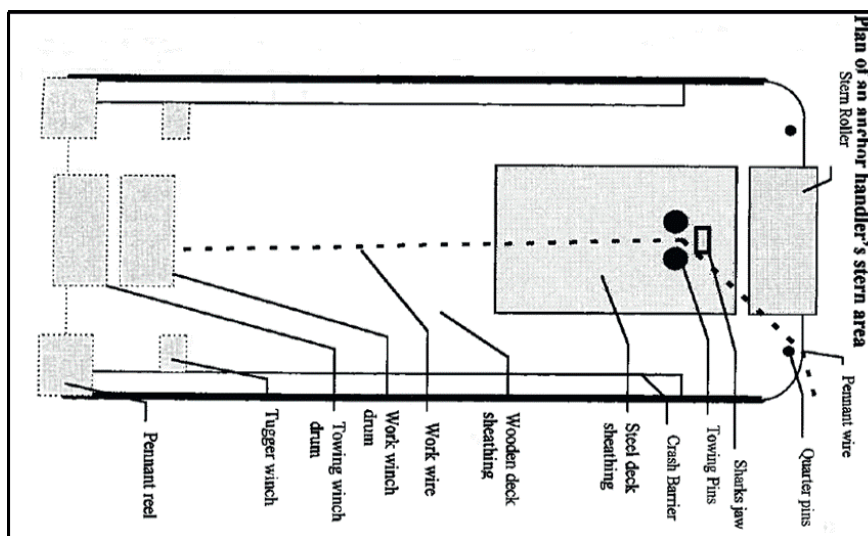 Plan of an anchor handler's stern area
Stern Roller
Pennant wire
Quarter pins
Sharks jaw
Towing Pins
Crash Barrier
Steel deck
sheathing
Wooden deck
sheathing
Work wire
Work winch
drum
Towing winch
drum
Tugger winch
Pennant reel